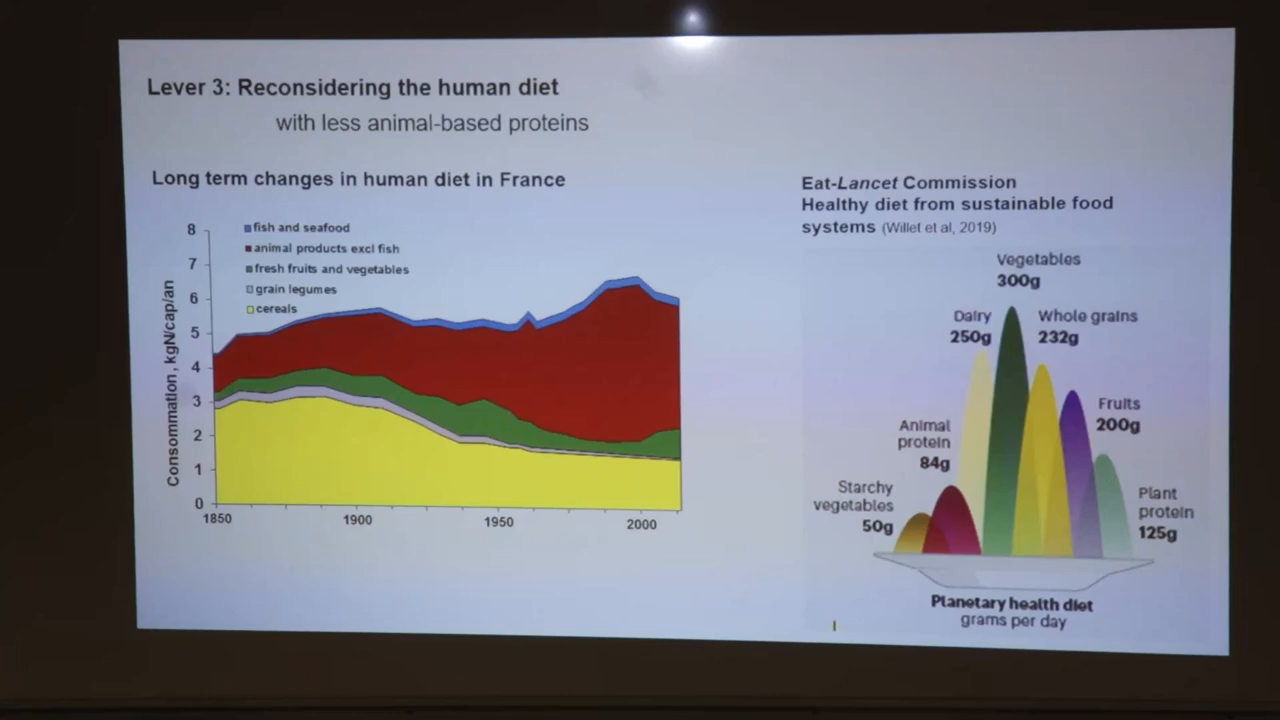 Lever 3: Reconsidering the human diet
with less animal-based proteins
Long term changes in human diet in France
Consommation, kgN/cap/an
8
7
6
5
4
3
2
1
0
fish and seafood
animal products excl fish
fresh fruits and vegetables
grain legumes
cereals
1850
1900
1950
2000
Eat-Lancet Commission
Healthy diet from sustainable food
systems (Willet et al, 2019)
Vegetables
300g
Dairy
250g
Whole grains
232g
Fruits
200g
Animal
protein
84g
Starchy
vegetables
50g
Plant
protein
125g
Planetary health diet
grams per day